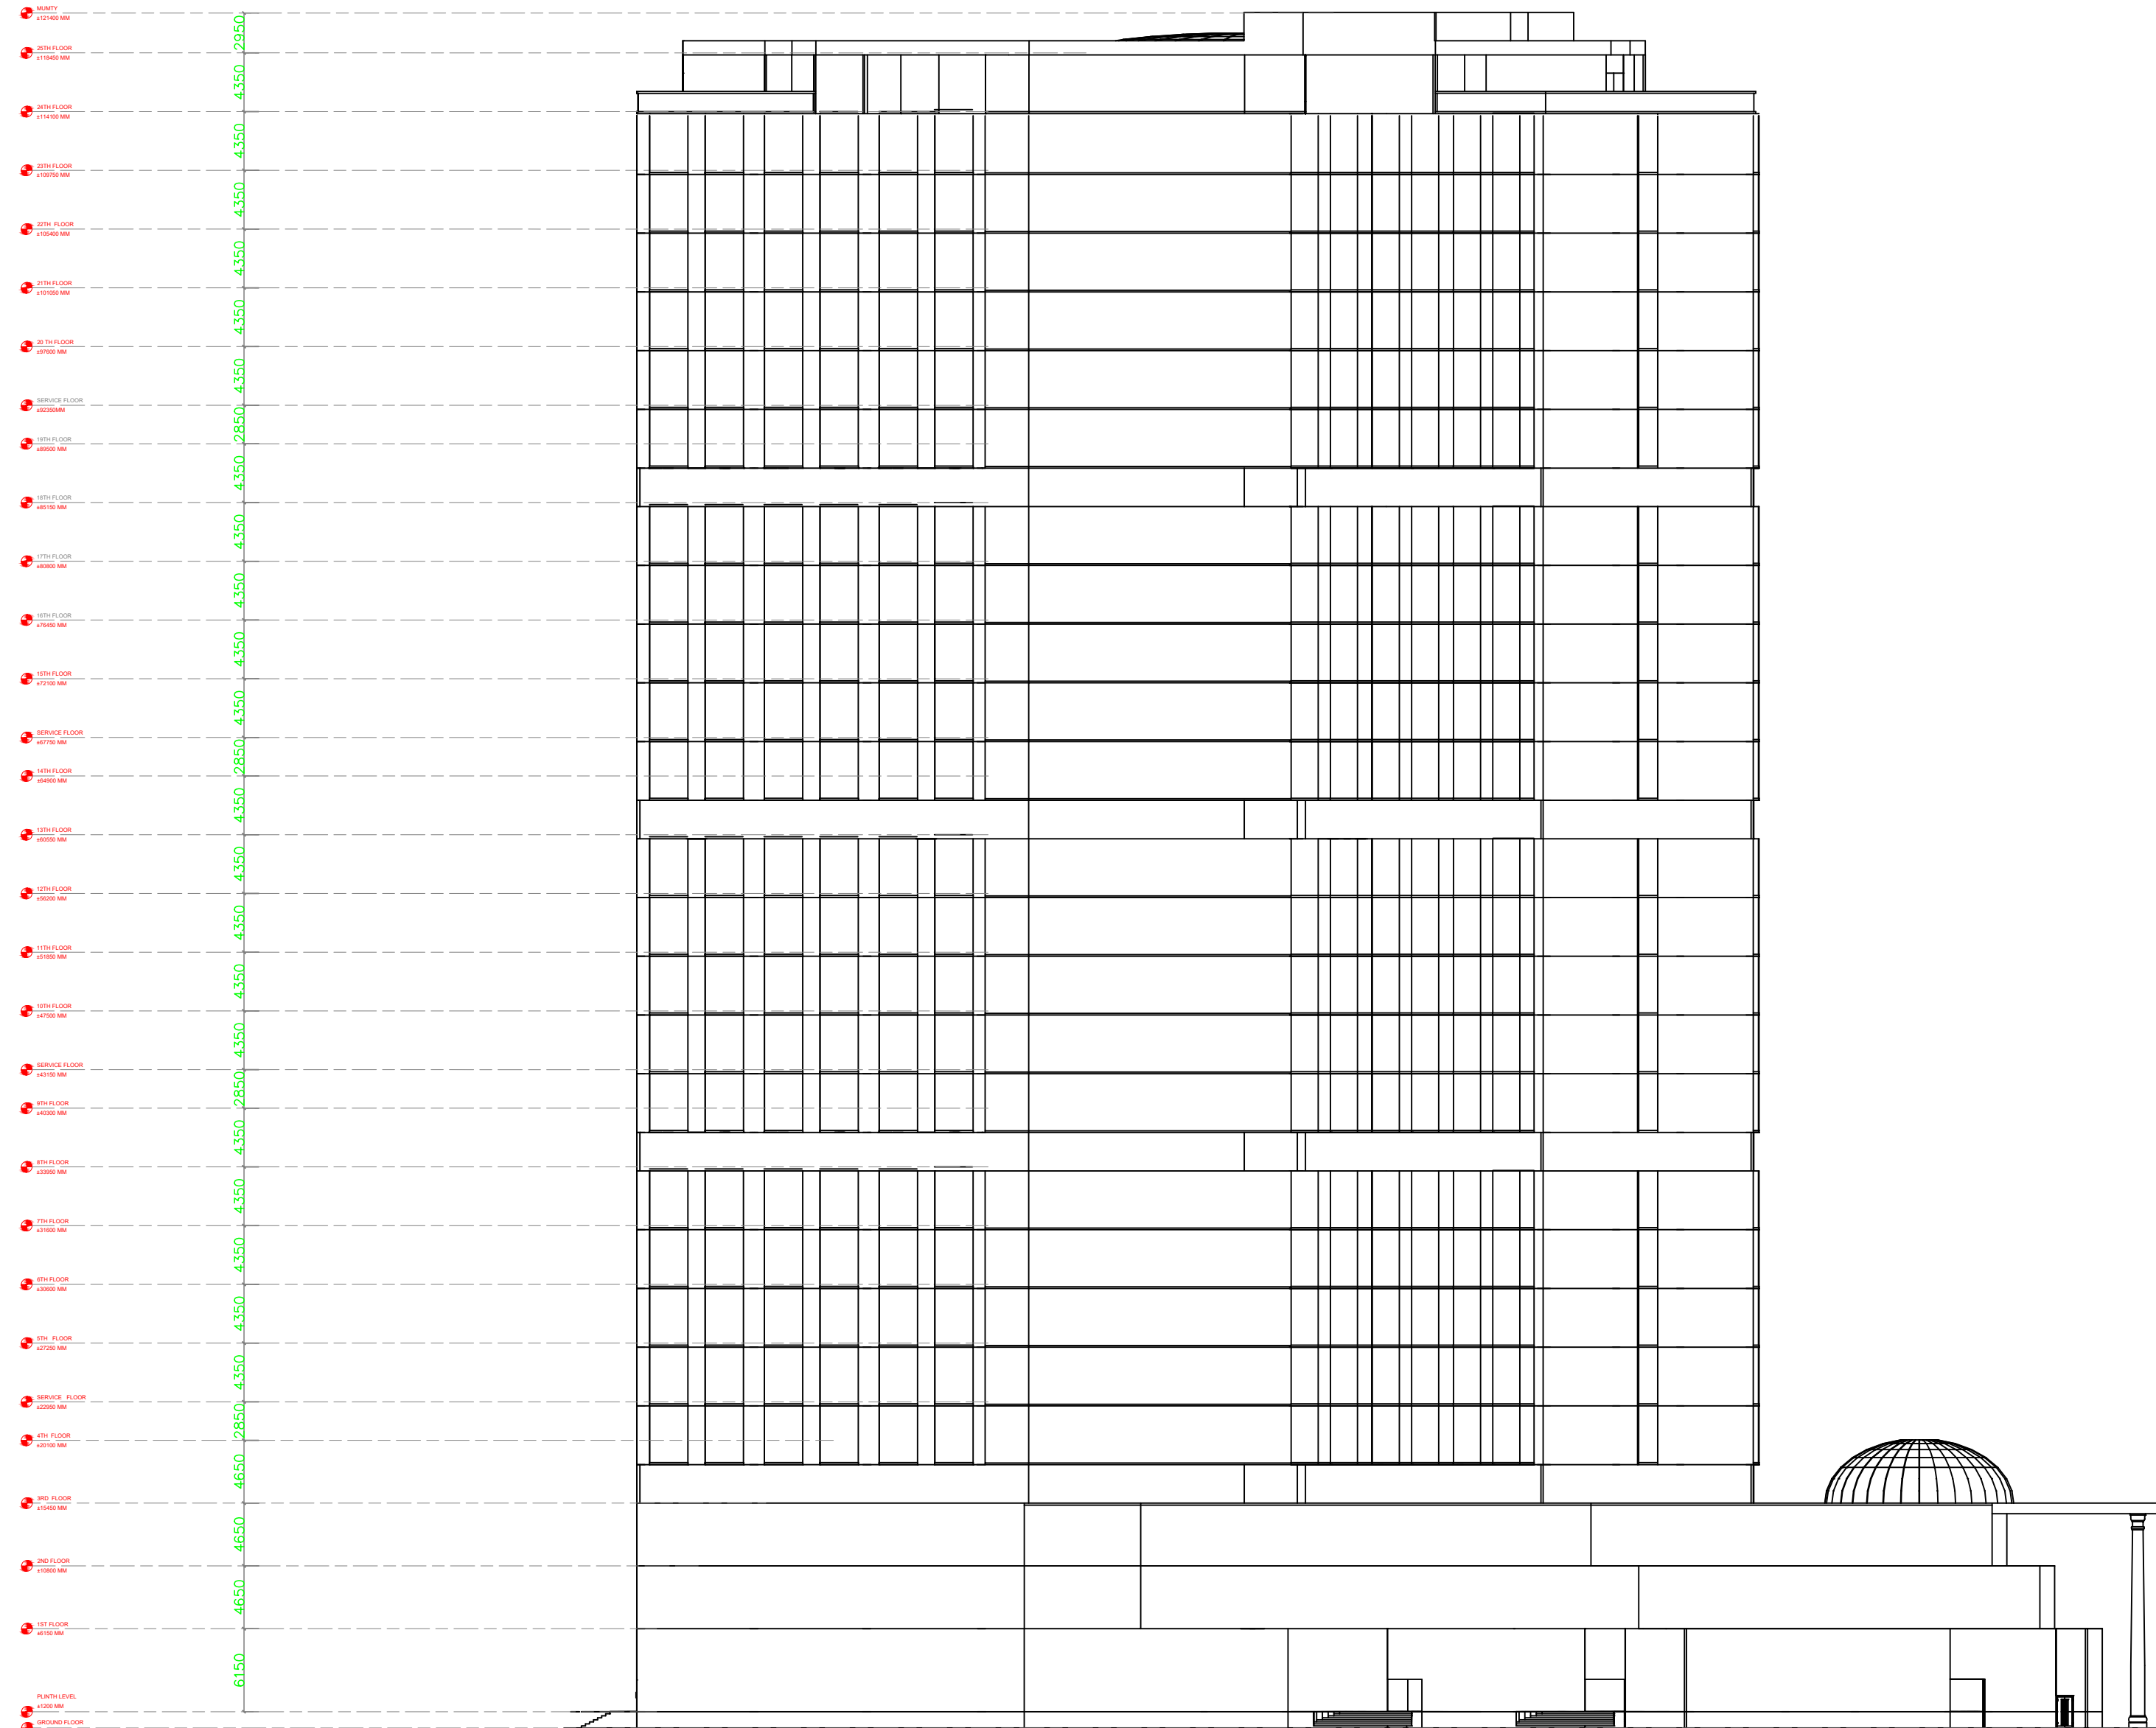 MUMTY
±121400 MM
2950
25TH FLOOR
±118450 MM
4350
24TH FLOOR
±114100 MM
4350
23TH FLOOR
±109750 MM
4350
22TH FLOOR
±105400 MM
4350
21TH FLOOR
±101050 MM
4350
20 TH FLOOR
±97600 MM
4350
SERVICE FLOOR
±92350MM
2850
19TH FLOOR
±89500 MM
4350
18TH FLOOR
±85150 MM
4350
17TH FLOOR
±80800 MM
4350
16TH FLOOR
±76450 MM
4350
15TH FLOOR
±72100 MM
4350
SERVICE FLOOR
±67750 MM
2850
14TH FLOOR
±64900 MM
4350
13TH FLOOR
±60550 MM
4350
12TH FLOOR
±56200 MM
4350
11TH FLOOR
±51850 MM
4350
10TH FLOOR
±47500 MM
4350
SERVICE FLOOR
±43150 MM
2850
9TH FLOOR
±40300 MM
4350
8TH FLOOR
±33950 MM
4350
7TH FLOOR
±31600 MM
4350
6TH FLOOR
±30600 MM
4350
5TH FLOOR
±27250 MM
4350
SERVICE FLOOR
±22950 MM
2850
4TH FLOOR
±20100 MM
4650
3RD FLOOR
±15450 MM
4650
2ND FLOOR
±10800 MM
4650
1ST FLOOR
±6150 MM
6150
PLINTH LEVEL
±1200 MM
GROUND FLOOR